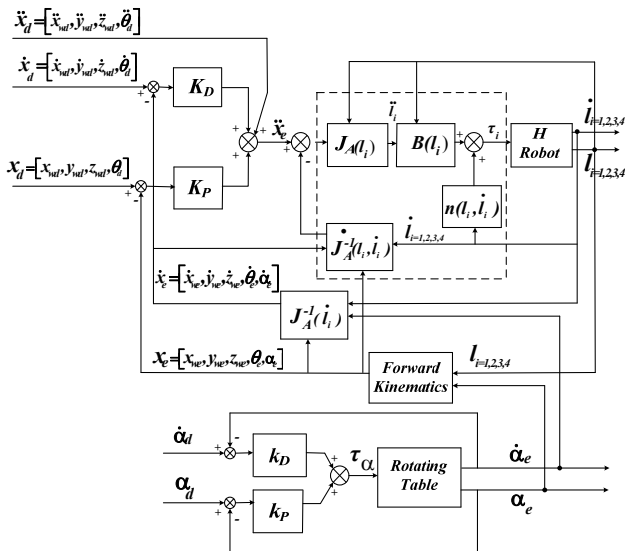 ẍ_d=[ẍ_wd,ÿ_wd,z̈_wd,θ̈_d]
ẋ_d=[ẋ_wd,ẏ_wd,ż_wd,θ̇_d]
+
-
K_D
+
+
+
ẍ_e
+
-
J_A(l_i)
l̈_i
B(l_i)
+
+
τ_i
H
Robot
l̇_i=1,2,3,4
l_i=1,2,3,4
x_d=[x_wd,y_wd,z_wd,θ_d]
+
-
K_P
n(l_i,l̇_i)
J̇_A^-1(l_i,l̇_i)
l̇_i=1,2,3,4
ẋ_e=[ẋ_we,ẏ_we,ż_we,θ̇_e,α̇_e]
J_A^-1(l̇_i)
x_e=[x_we,y_we,z_we,θ_e,α_e]
Forward
Kinematics
l_i=1,2,3,4
α̇_d
+
-
k_D
+
+
τ_α
Rotating
Table
α̇_e
α_d
+
-
k_P
α_e